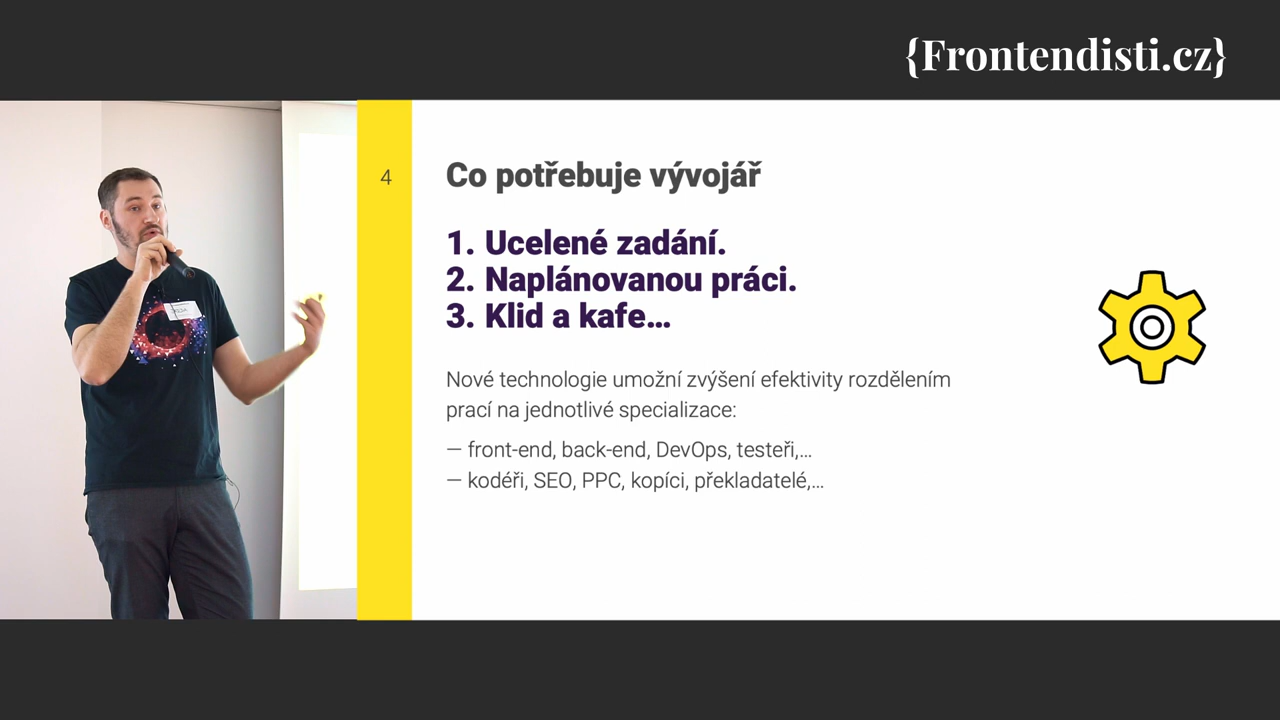 {Frontendisti.cz}
4
Co potřebuje vývojář
1. Ucelené zadání.
2. Naplánovanou práci.
3. Klid a kafe…
Nové technologie umožní zvýšení efektivity rozdělením
prací na jednotlivé specializace:
— front-end, back-end, DevOps, testeři,…
— kodéři, SEO, PPC, kopíci, překladatelé,…